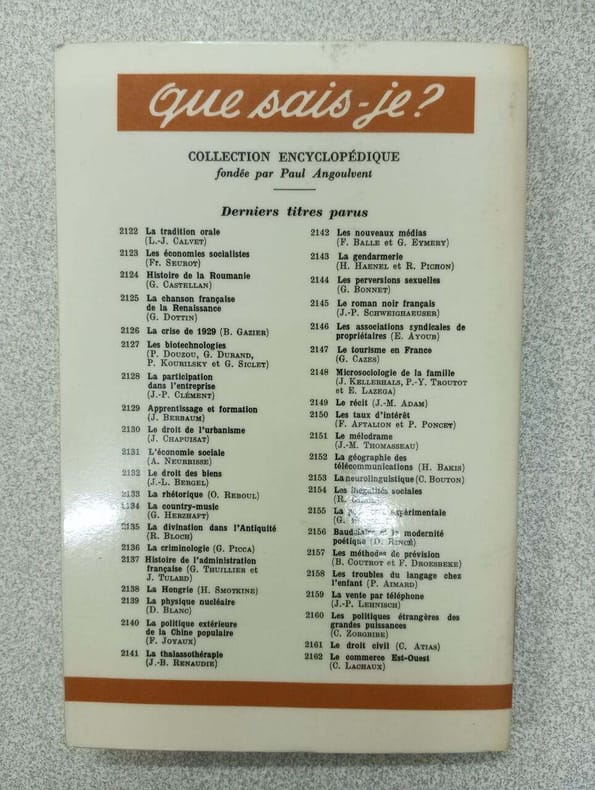 que sais-je?
COLLECTION ENCYCLOPÉDIQUE
fondée par Paul Angoulvent
Derniers titres parus
2122 La tradition orale
(L.-J. CALVET)
2123 Les économies socialistes
(Fr. SEUROT)
2124 Histoire de la Roumanie
(G. CASTELLAN)
2125 La chanson française
de la Renaissance
(G. DOTTIN)
2126 La crise de 1929 (B. GAZIER)
2127 Les biotechnologies
(P. DOUZOU, G. DURAND,
P. KOURILSKY et G. SICLET)
2128 La participation
dans l'entreprise
(J.-P. CLÉMENT)
2129 Apprentissage et formation
(J. BERBAUM)
2130 Le droit de l'urbanisme
(J. CHAPUISAT)
2131 L'économie sociale
(A. NEURRISSE)
2132 Le droit des biens
(J.-L. BERGEL)
2133 La rhétorique (O. REBOUL)
2134 La country-music
(G. HERZHAFT)
2135 La divination dans l'Antiquité
(R. BLOCH)
2136 La criminologie (G. PICCA)
2137 Histoire de l'administration
française (G. THUILLIER et
J. TULARD)
2138 La Hongrie (H. SMOTKINE)
2139 La physique nucléaire
(D. BLANC)
2140 La politique extérieure
de la Chine populaire
(F. JOYAUX)
2141 La thalassothérapie
(J.-B. RENAUDIE)
2142 Les nouveaux médias
(F. BALLE et G. EYMERY)
2143 La gendarmerie
(H. HAENEL et R. PICHON)
2144 Les perversions sexuelles
(G. BONNET)
2145 Le roman noir français
(J.-P. SCHWEIGHAEUSER)
2146 Les associations syndicales de
propriétaires (E. AYOUB)
2147 Le tourisme en France
(G. CAZES)
2148 Microsociologie de la famille
(J. KELLERHALS, P.-Y. TROUTOT
et E. LAZEGA)
2149 Le récit (J.-M. ADAM)
2150 Les taux d'intérêt
(F. AFTALION et P. PONCET)
2151 Le mélodrame
(J.-M. THOMASSEAU)
2152 La géographie des
télécommunications (H. BAKIS)
2153 La neurolinguistique (C. BOUTON)
2154 Les inégalités sociales
(R.
2155 La expérimentale
(G.
2156 Baudelaire et la modernité
poétique (D. RINCÉ)
2157 Les méthodes de prévision
(B. COUTROT et F. DROESBEKE)
2158 Les troubles du langage chez
l'enfant (P. AIMARD)
2159 La vente par téléphone
(J.-P. LEHNISCH)
2160 Les politiques étrangères des
grandes puissances
(C. ZORGBIBE)
2161 Le droit civil (C. ATIAS)
2162 Le commerce Est-Ouest
(C. LACHAUX)